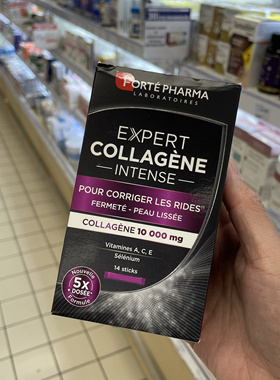 FORTÉ PHARMA
LABORATOIRES
EXPERT
COLLAGÈNE
INTENSE
POUR CORRIGER LES RIDES
FERMETÉ - PEAU LISSÉE
COLLAGÈNE 10 000 mg
Vitamines A, C, E
Sélénium
14 sticks
Nouvelle
5x
+ DOSÉE
Formule